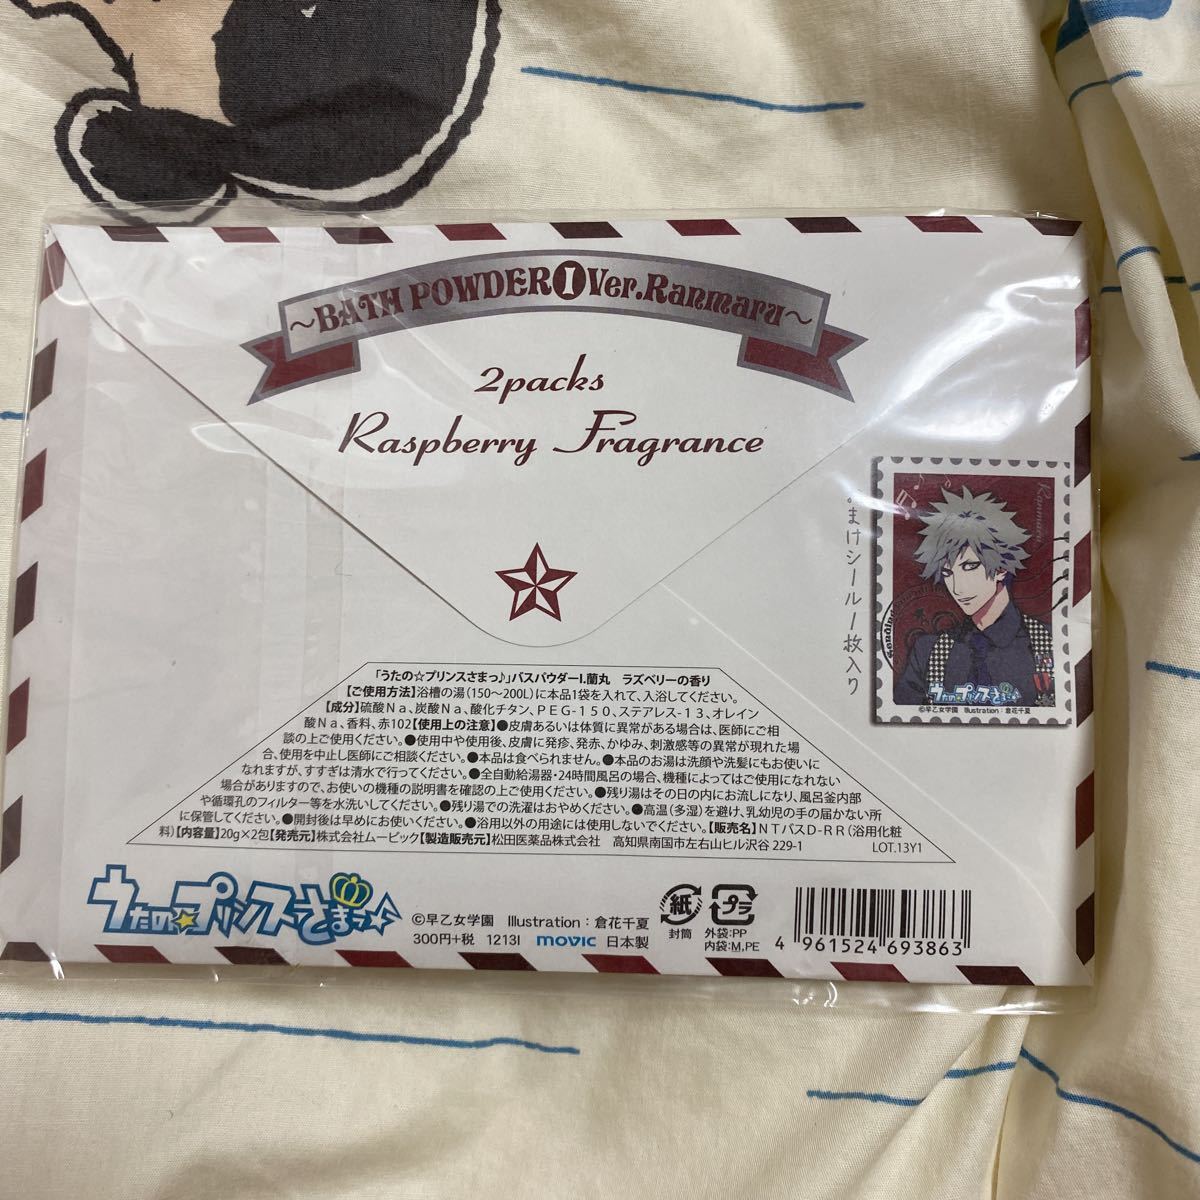 ～BATH POWDER I Ver.Ranmaru～
2packs
Raspberry Fragrance
まけシール1枚入り
Ranmaru
うたの☆プリンスさまっ♪
©早乙女学園 Illustration：倉花千夏
「うたの☆プリンスさまっ♪」バスパウダーI.蘭丸 ラズベリーの香り
【ご使用方法】浴槽の湯(150～200L)に本品1袋を入れて、入浴してください。
【成分】硫酸Na、炭酸Na、酸化チタン、PEG-150、ステアレス-13、オレイン
酸Na、香料、赤102【使用上の注意】●皮膚あるいは体質に異常がある場合は、医師にご相
談の上ご使用ください。●使用中や使用後、皮膚に発疹、発赤、かゆみ、刺激感等の異常が現れた場
合、使用を中止し医師にご相談ください。●本品は食べられません。●本品のお湯は洗顔や洗髪にもお使いに
なれますが、すすぎは清水で行ってください。●全自動給湯器・24時間風呂の場合、機種によってはご使用になれない
場合がありますので、お使いの機種の説明書を確認の上ご使用ください。●残り湯はその日の内にお流しになり、風呂釜内部
や循環孔のフィルター等を水洗いしてください。●残り湯での洗濯はおやめください。●高温(多湿)を避け、乳幼児の手の届かない所
に保管してください。●開封後は早めにお使いください。●浴用以外の用途には使用しないでください。【販売名】NTバスD-RR(浴用化粧
料)【内容量】20g×2包【発売元】株式会社ムービック【製造販売元】松田医薬品株式会社 高知県南国市左右山ヒル沢谷 229-1
LOT.13Y1
うたの☆プリンスさまっ♪
©早乙女学園 Illustration：倉花千夏
300円+税 1213I movic 日本製
紙
封筒
プラ
外袋:PP
内袋:M,PE
4 961524 693863